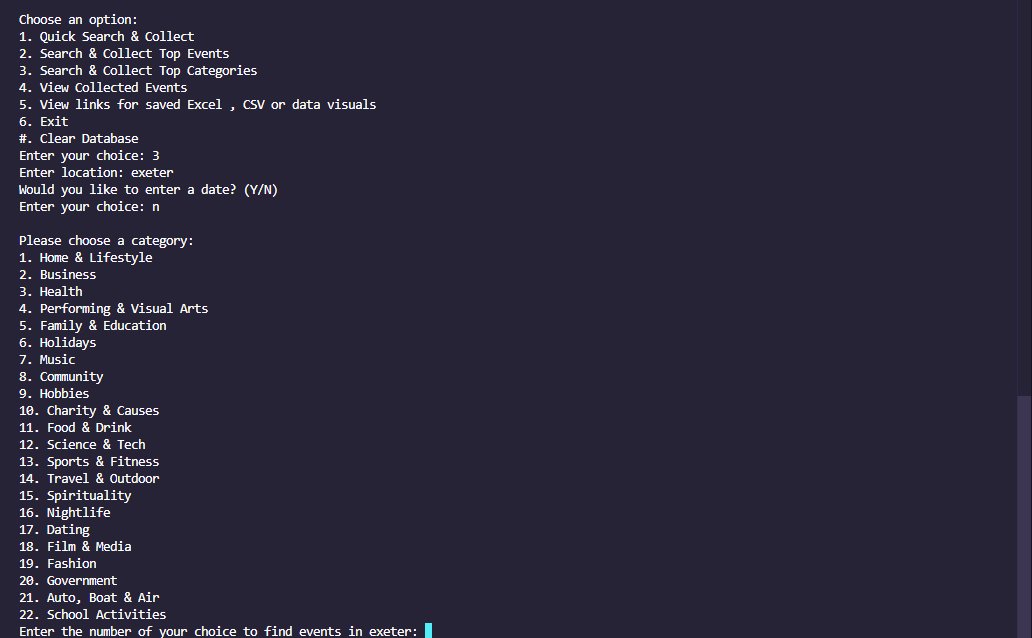 Choose an option:
1. Quick Search & Collect
2. Search & Collect Top Events
3. Search & Collect Top Categories
4. View Collected Events
5. View links for saved Excel , CSV or data visuals
6. Exit
#. Clear Database
Enter your choice: 3
Enter location: exeter
Would you like to enter a date? (Y/N)
Enter your choice: n
Please choose a category:
1. Home & Lifestyle
2. Business
3. Health
4. Performing & Visual Arts
5. Family & Education
6. Holidays
7. Music
8. Community
9. Hobbies
10. Charity & Causes
11. Food & Drink
12. Science & Tech
13. Sports & Fitness
14. Travel & Outdoor
15. Spirituality
16. Nightlife
17. Dating
18. Film & Media
19. Fashion
20. Government
21. Auto, Boat & Air
22. School Activities
Enter the number of your choice to find events in exeter: